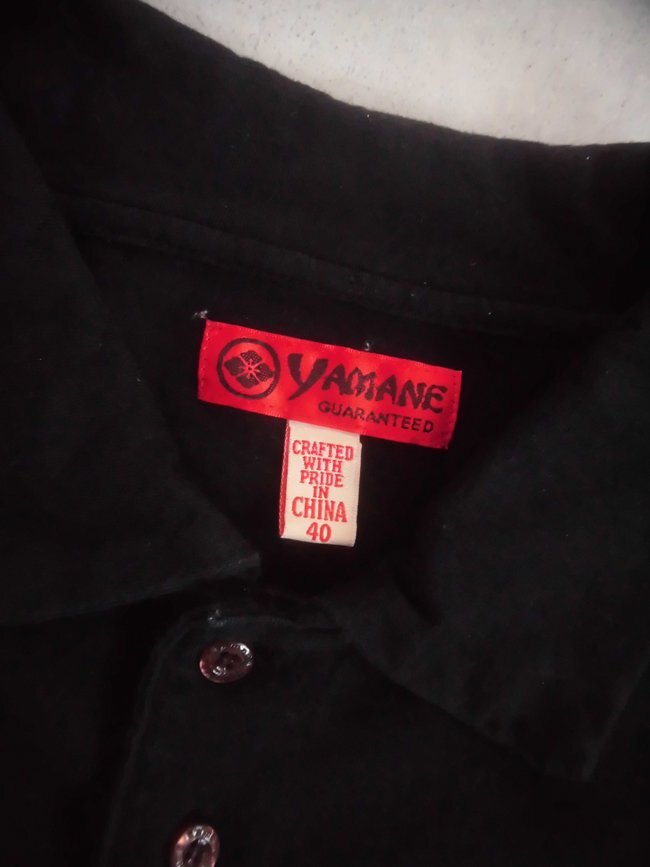 YAMANE
GUARANTEED
CRAFTED
WITH
PRIDE
IN
CHINA
40